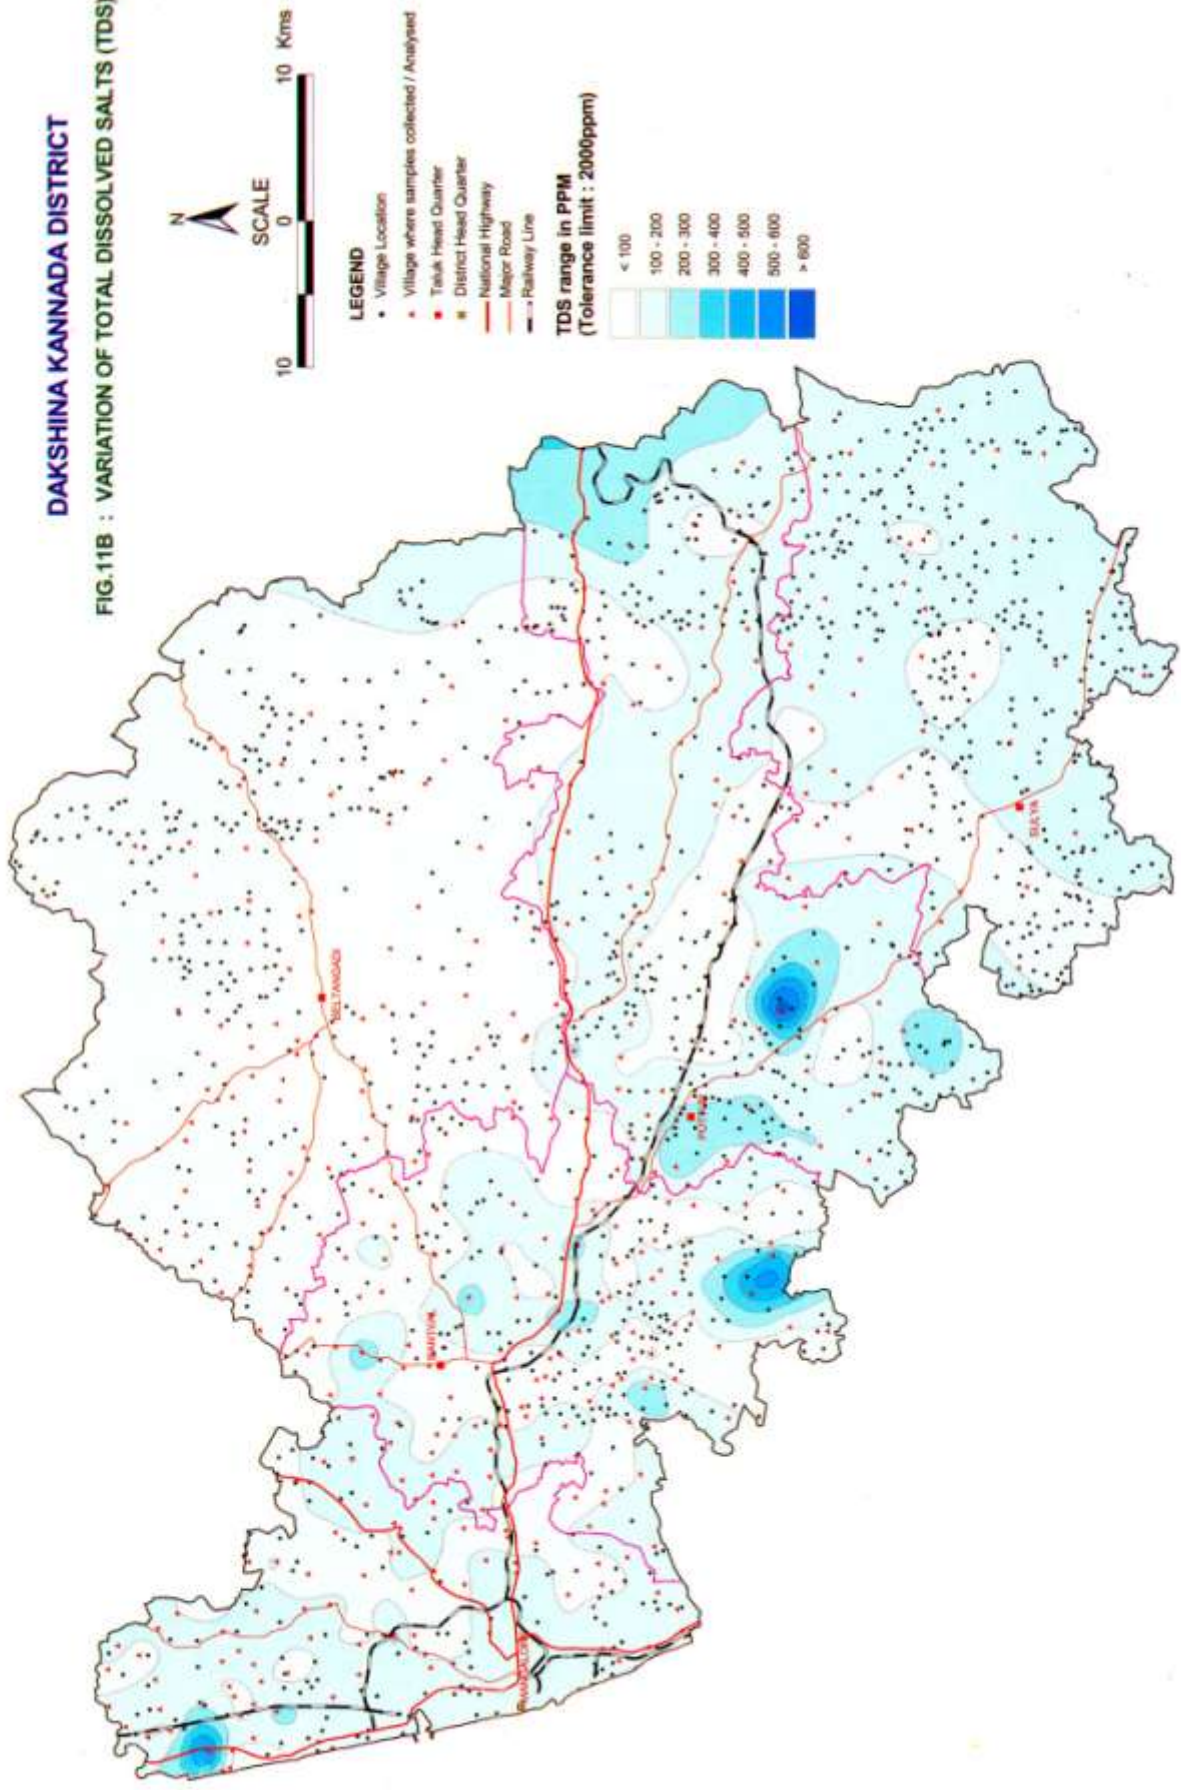 DAKSHINA KANNADA DISTRICT
FIG.11B : VARIATION OF TOTAL DISSOLVED SALTS (TDS)
N
SCALE
10 0 10 Kms
LEGEND
Village Location
Village where samples collected / Analysed
Taluk Head Quarter
District Head Quarter
National Highway
Major Road
Railway Line
TDS range in PPM
(Tolerance limit : 2000ppm)
< 100
100 - 200
200 - 300
300 - 400
400 - 500
500 - 600
> 600
BELTANGADI
SULYA
MANGALORE